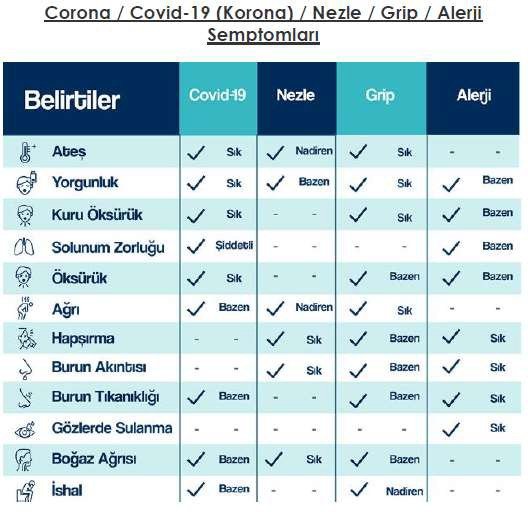 Corona / Covid-19 (Korona) / Nezle / Grip / Alerji
Semptomları
Belirtiler Covid-19 Nezle Grip Alerji
Ateş ✓ Sık ✓ Nadiren ✓ Sık - -
Yorgunluk ✓ Sık ✓ Bazen ✓ Sık ✓ Bazen
Kuru Öksürük ✓ Sık - - ✓ Sık ✓ Bazen
Solunum Zorluğu ✓ Şiddetli - - - - ✓ Bazen
Öksürük ✓ Sık - - ✓ Bazen ✓ Bazen
Ağrı ✓ Bazen ✓ Nadiren ✓ Sık - -
Hapşırma - - ✓ Sık ✓ Bazen ✓ Sık
Burun Akıntısı - - ✓ Sık ✓ Bazen ✓ Sık
Burun Tıkanıklığı ✓ Bazen - ✓ Bazen ✓ Sık
Gözlerde Sulanma - - - - - - ✓ Sık
Boğaz Ağrısı ✓ Bazen ✓ Sık ✓ Bazen - -
İshal ✓ Bazen - - ✓ Nadiren - -